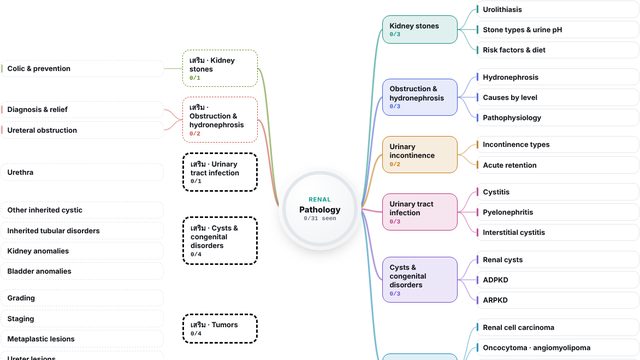 Colic & prevention
Diagnosis & relief
Ureteral obstruction
Urethra
Other inherited cystic
Inherited tubular disorders
Kidney anomalies
Bladder anomalies
Grading
Staging
Metaplastic lesions
Ureter lesions
เสริม · Kidney
stones
0/1
เสริม ·
Obstruction &
hydronephrosis
0/2
เสริม · Urinary
tract infection
0/1
เสริม · Cysts &
congenital
disorders
0/4
เสริม · Tumors
0/4
RENAL
Pathology
0/31 seen
Kidney stones
0/3
Obstruction &
hydronephrosis
0/3
Urinary
incontinence
0/2
Urinary tract
infection
0/3
Cysts &
congenital
disorders
0/3
Urolithiasis
Stone types & urine pH
Risk factors & diet
Hydronephrosis
Causes by level
Pathophysiology
Incontinence types
Acute retention
Cystitis
Pyelonephritis
Interstitial cystitis
Renal cysts
ADPKD
ARPKD
Renal cell carcinoma
Oncocytoma · angiomyolipoma